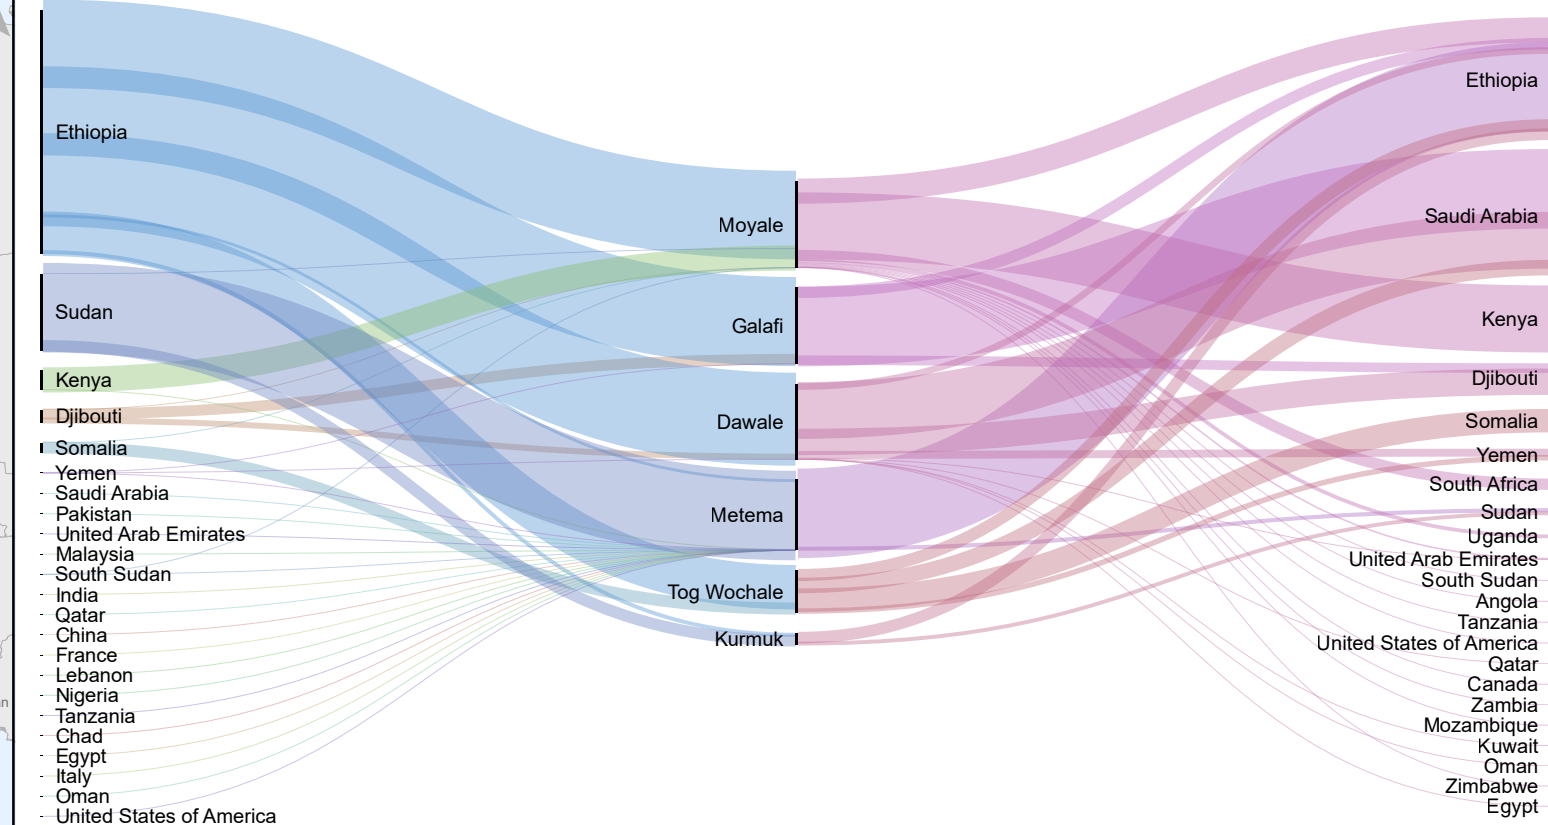 Ethiopia
Sudan
Kenya
Djibouti
Somalia
Yemen
Saudi Arabia
Pakistan
United Arab Emirates
Malaysia
South Sudan
India
Qatar
China
France
Lebanon
Nigeria
Tanzania
Chad
Egypt
Italy
Oman
United States of America
Moyale
Galafi
Dawale
Metema
Tog Wochale
Kurmuk
Ethiopia
Saudi Arabia
Kenya
Djibouti
Somalia
Yemen
South Africa
Sudan
Uganda
United Arab Emirates
South Sudan
Angola
Tanzania
United States of America
Qatar
Canada
Zambia
Mozambique
Kuwait
Oman
Zimbabwe
Egypt